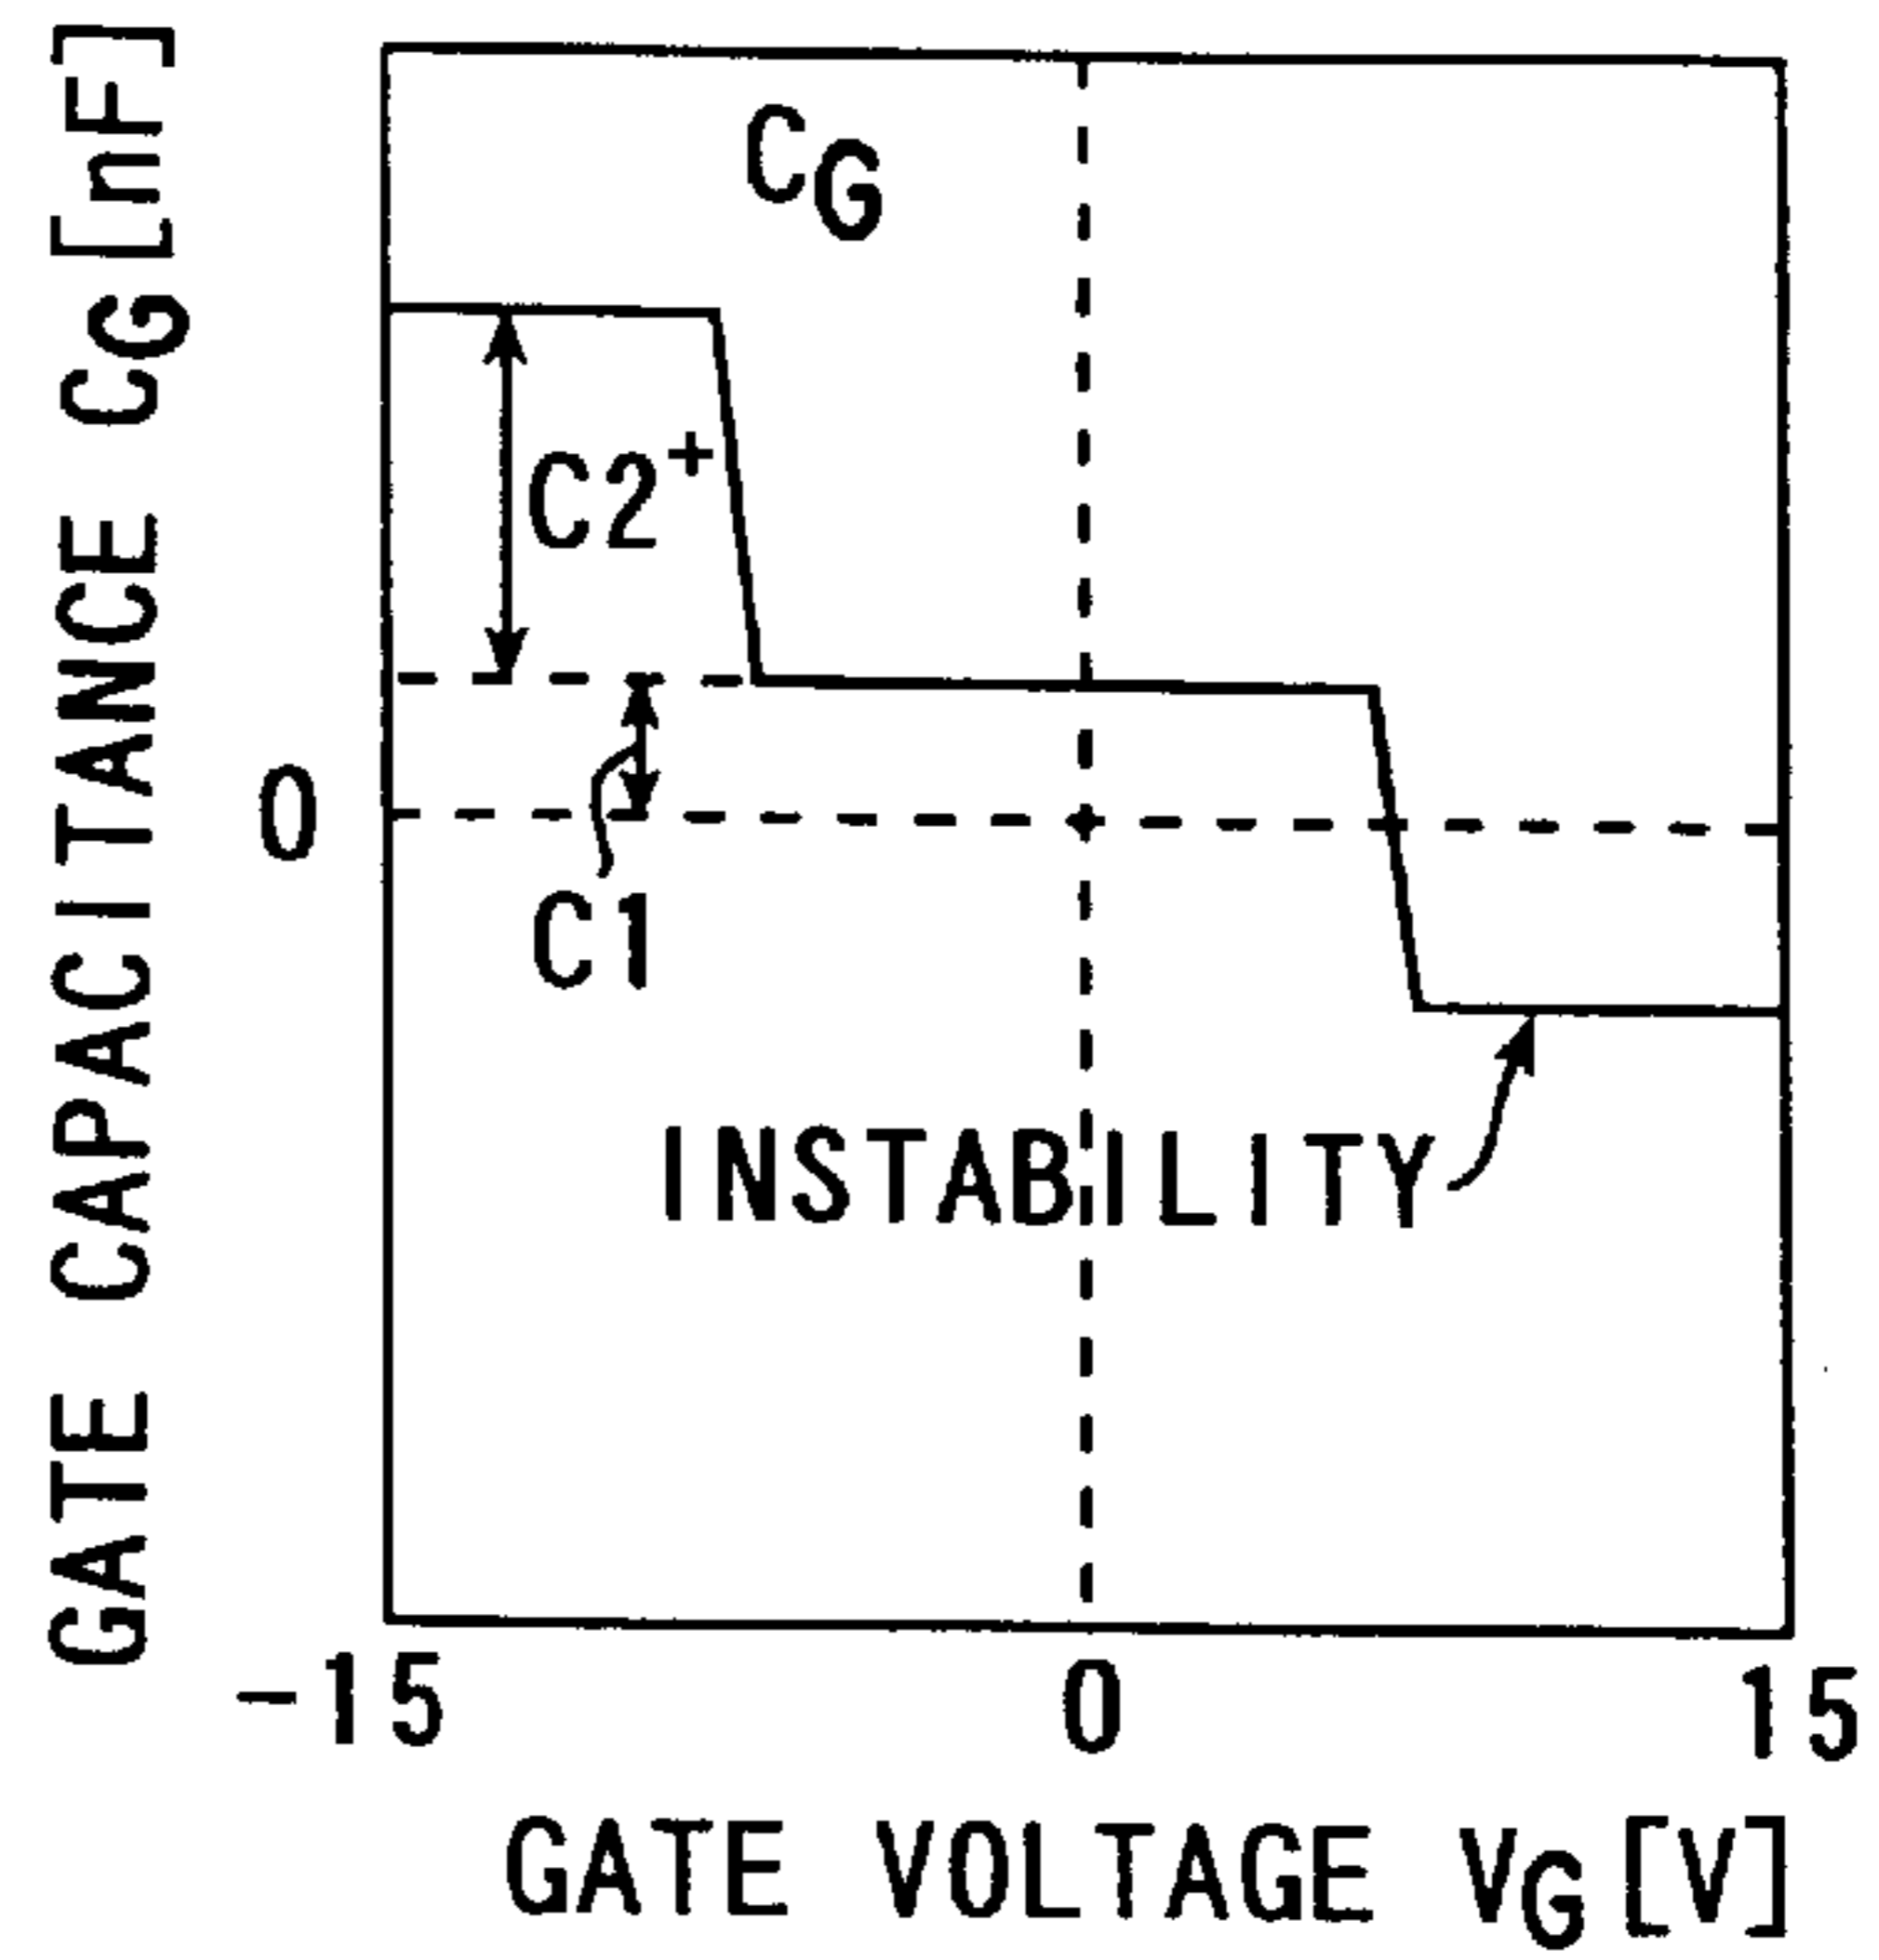 GATE CAPACITANCE CG [nF]
CG
C2+
0
C1
INSTABILITY
-15 0 15
GATE VOLTAGE VG [V]